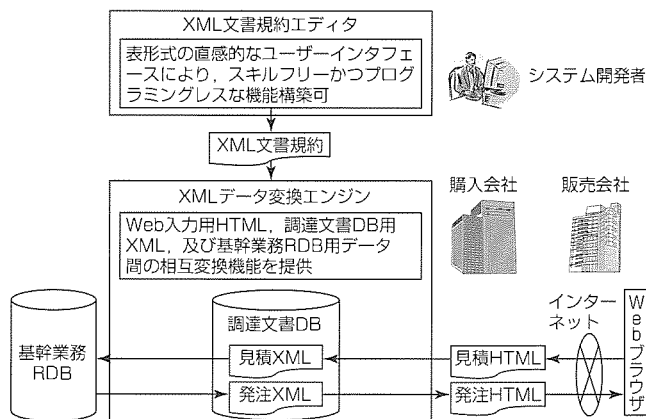 XML文書規約エディタ
表形式の直感的なユーザーインタフェ
ースにより，スキルフリーかつプログ
ラミングレスな機能構築可
システム開発者
XML文書規約
XMLデータ変換エンジン
Web入力用HTML，調達文書DB用
XML，及び基幹業務RDB用データ
間の相互変換機能を提供
購入会社
販売会社
基幹業務
RDB
調達文書DB
見積XML
発注XML
見積HTML
発注HTML
インター
ネット
Webブラウザ